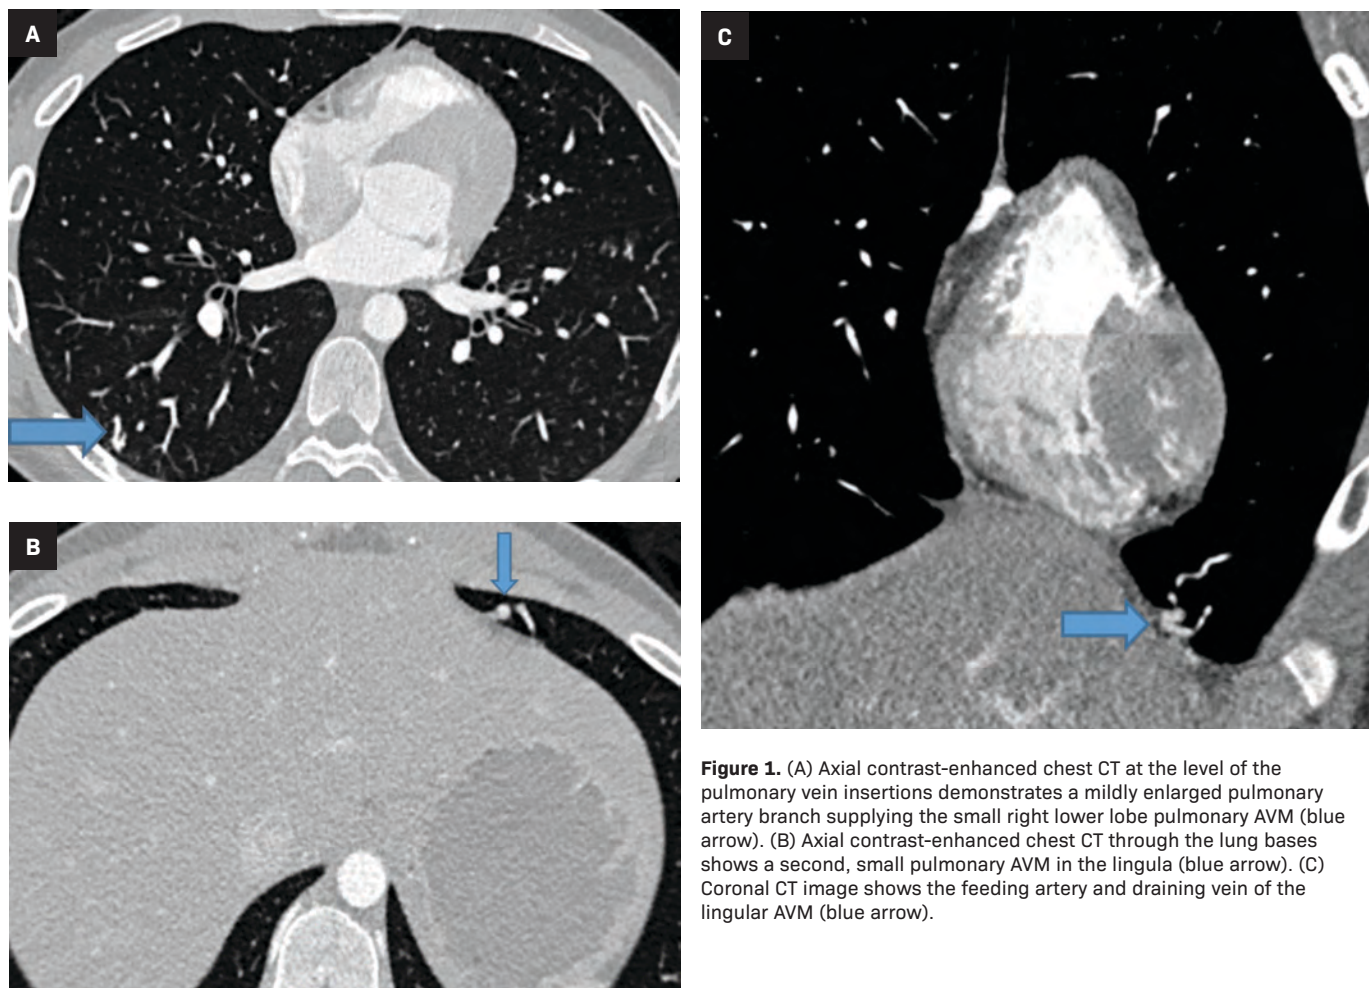 A
B
C
Figure 1. (A) Axial contrast-enhanced chest CT at the level of the
pulmonary vein insertions demonstrates a mildly enlarged pulmonary
artery branch supplying the small right lower lobe pulmonary AVM (blue
arrow). (B) Axial contrast-enhanced chest CT through the lung bases
shows a second, small pulmonary AVM in the lingula (blue arrow). (C)
Coronal CT image shows the feeding artery and draining vein of the
lingular AVM (blue arrow).